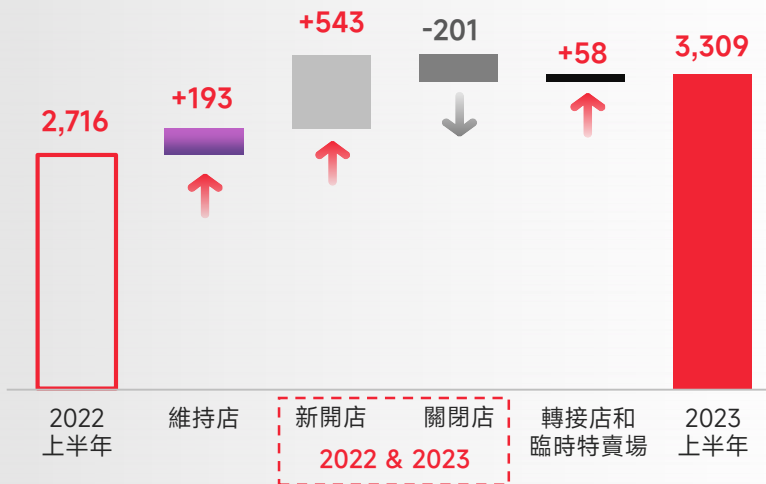 2,716
+193
+543
-201
+58
3,309
2022
上半年
維持店
新開店
關閉店
2022 & 2023
轉接店和
臨時特賣場
2023
上半年